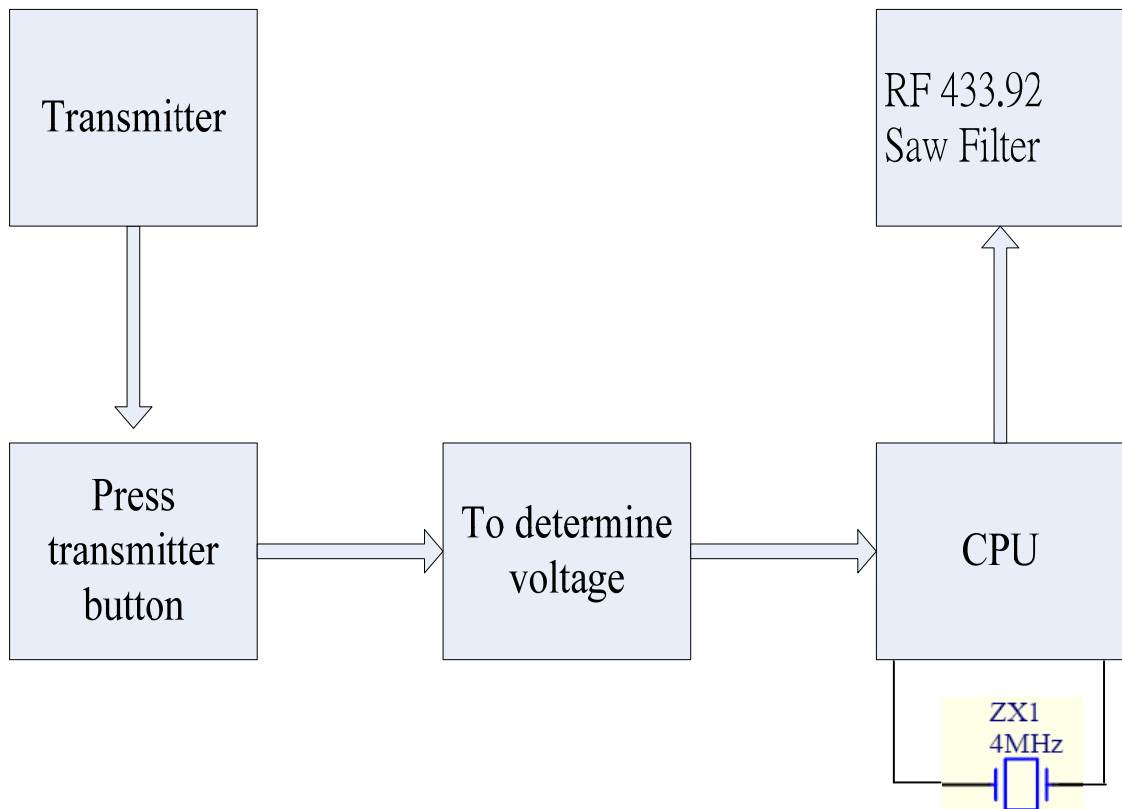 Transmitter
RF 433.92
Saw Filter
Press
transmitter
button
To determine
voltage
CPU
ZX1
4MHz